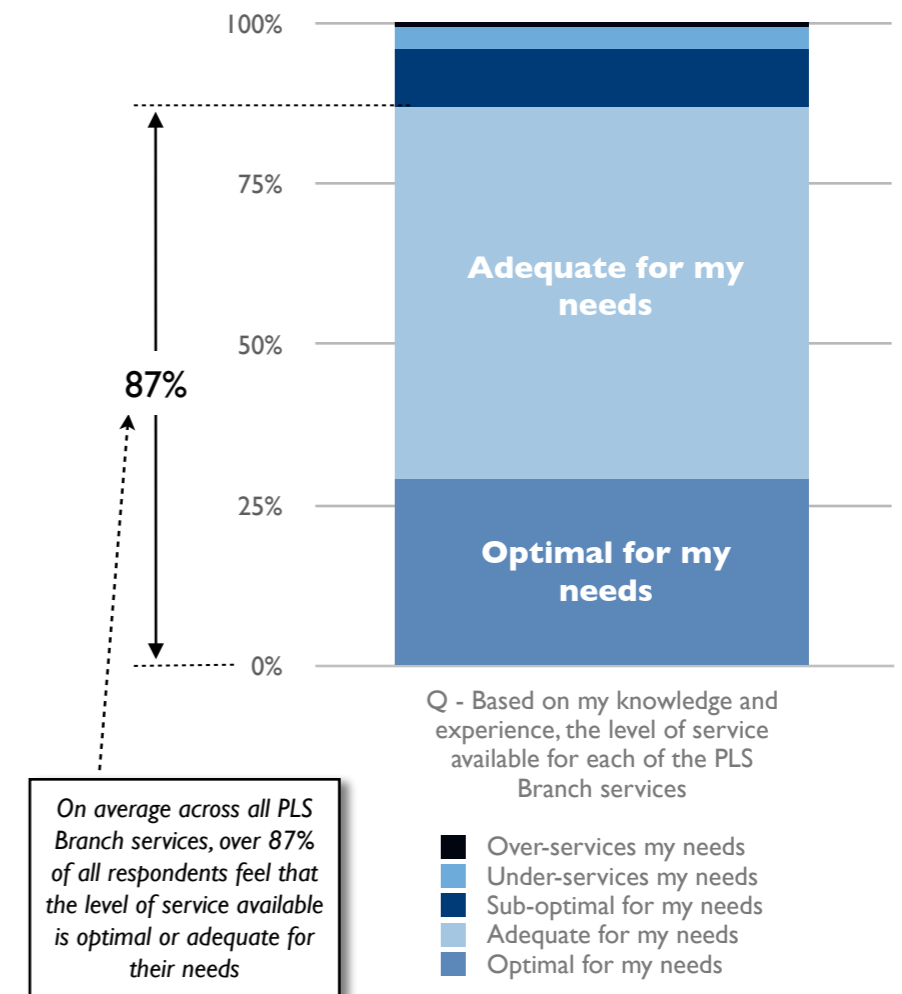 100%
75%
Adequate for my
needs
50%
87%
25%
Optimal for my
needs
0%
Q - Based on my knowledge and
experience, the level of service
available for each of the PLS
Branch services
On average across all PLS
Branch services, over 87%
of all respondents feel that
the level of service available
is optimal or adequate for
their needs
Over-services my needs
Under-services my needs
Sub-optimal for my needs
Adequate for my needs
Optimal for my needs